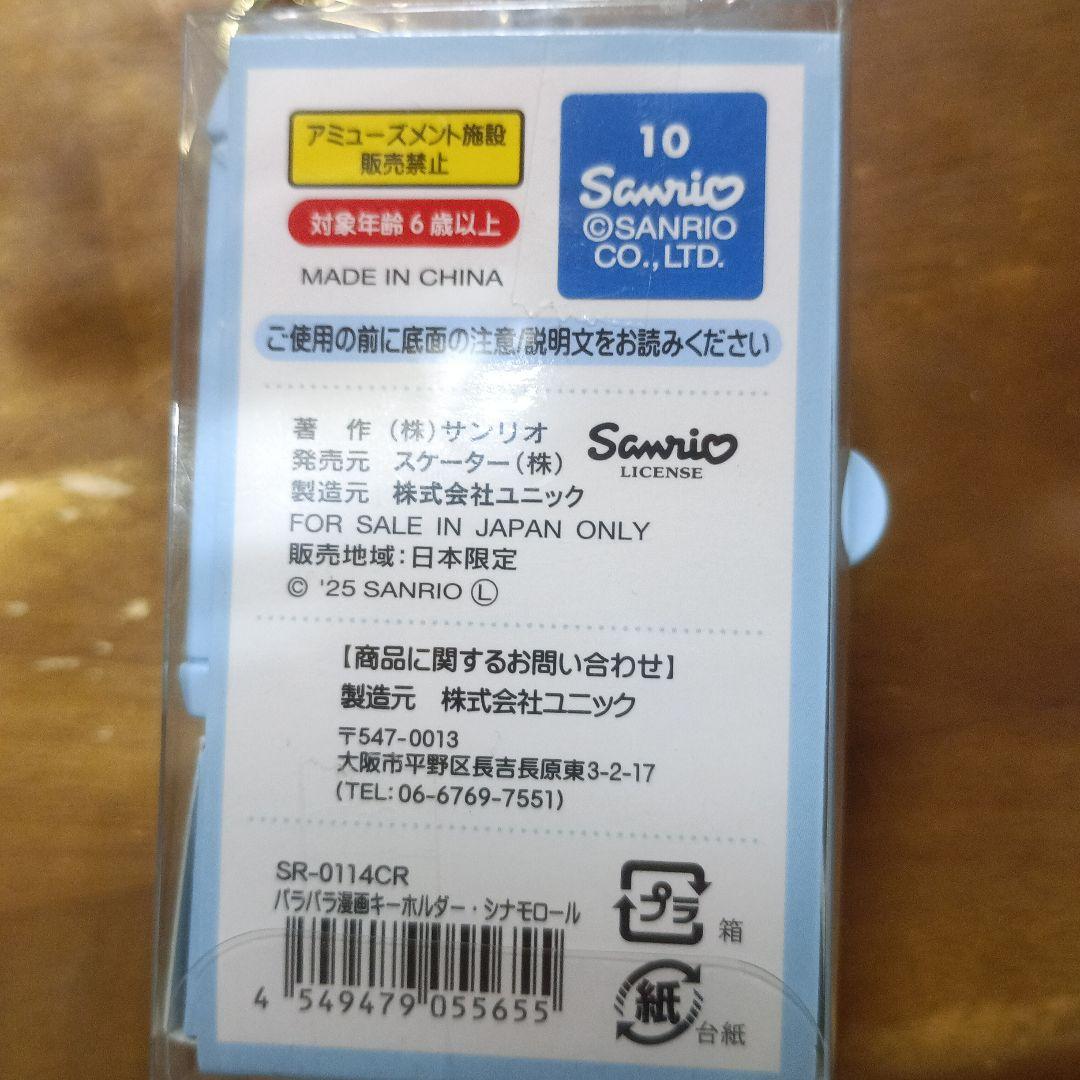 アミューズメント施設
販売禁止
対象年齢6歳以上
MADE IN CHINA
10
Sanrio
©SANRIO
CO.,LTD.
ご使用の前に底面の注意/説明文をお読みください
著 作 (株)サンリオ
発売元 スケーター(株)
製造元 株式会社ユニック
Sanrio
LICENSE
FOR SALE IN JAPAN ONLY
販売地域:日本限定
© '25 SANRIO Ⓛ
【商品に関するお問い合わせ】
製造元 株式会社ユニック
〒547-0013
大阪市平野区長吉長原東3-2-17
(TEL: 06-6769-7551)
SR-0114CR
パラパラ漫画キーホルダー・シナモロール
4 549479 055655
プラ
箱
紙
台紙